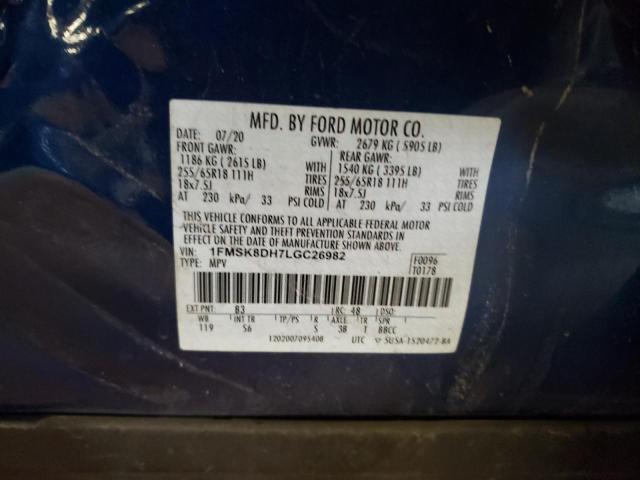 MFD. BY FORD MOTOR CO.
DATE: 07/20 GVWR: 2679 KG ( 5905 LB)
FRONT GAWR: REAR GAWR:
1186 KG ( 2615 LB) WITH 1540 KG ( 3395 LB) WITH
255/65R18 111H TIRES 255/65R18 111H TIRES
18x7.5J RIMS 18x7.5J RIMS
AT 230 kPa/ 33 PSI COLD AT 230 kPa/ 33 PSI COLD
THIS VEHICLE CONFORMS TO ALL APPLICABLE FEDERAL MOTOR
VEHICLE SAFETY AND THEFT PREVENTION STANDARDS IN
EFFECT ON THE DATE OF MANUFACTURE SHOWN ABOVE.
VIN: 1FMSK8DH7LGC26982 F0096
TYPE: MPV T0178
EXT PNT: B3 RC: 48 DSO:
WB INT TR TP/PS R AXLE TR SPR
119 S6 S 3B T BBCC
1202007095408 UTC ▽ 5USA-1520472-BA